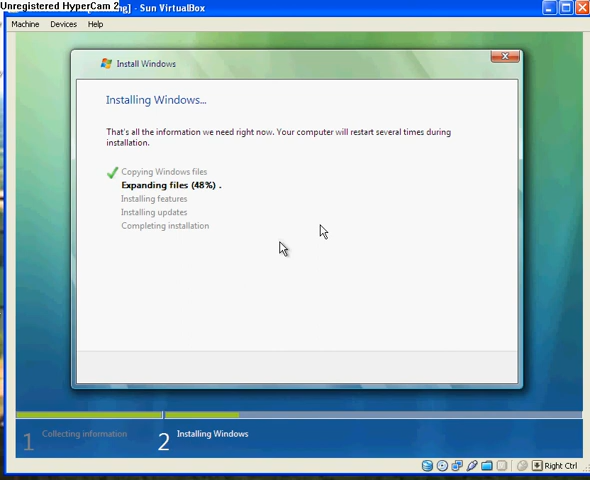 Unregistered HyperCam 2
ng] - Sun VirtualBox
Machine Devices Help
Install Windows
Installing Windows...
That's all the information we need right now. Your computer will restart several times during
installation.
Copying Windows files
Expanding files (48%) .
Installing features
Installing updates
Completing installation
1 Collecting information 2 Installing Windows
Right Ctrl